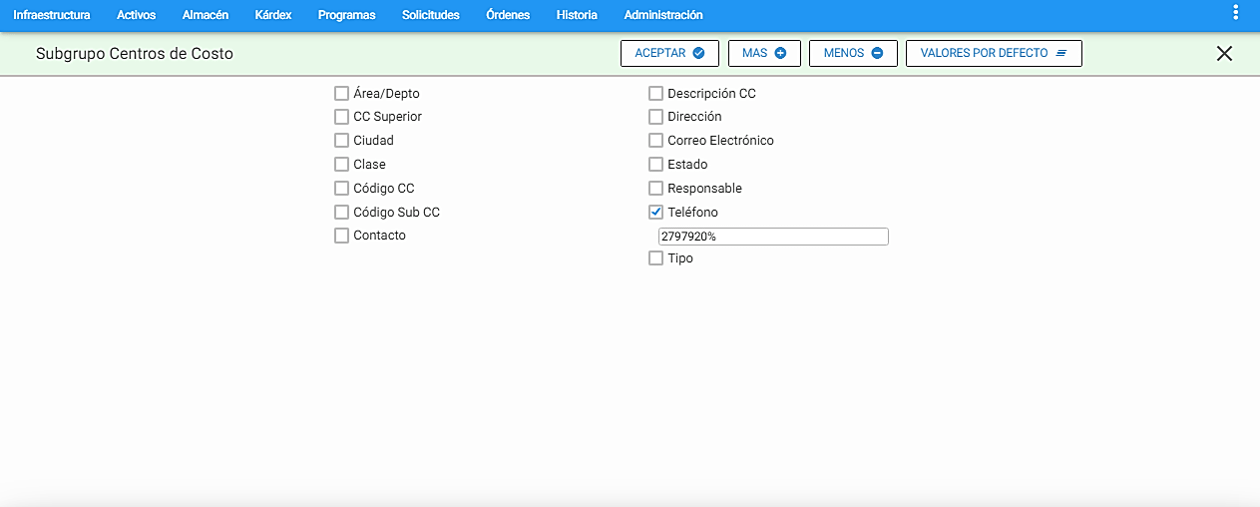 Infraestructura Activos Almacén Kárdex Programas Solicitudes Órdenes Historia Administración
Subgrupo Centros de Costo ACEPTAR MAS MENOS VALORES POR DEFECTO
Área/Depto Descripción CC
CC Superior Dirección
Ciudad Correo Electrónico
Clase Estado
Código CC Responsable
Código Sub CC Teléfono
Contacto 2797920%
Tipo